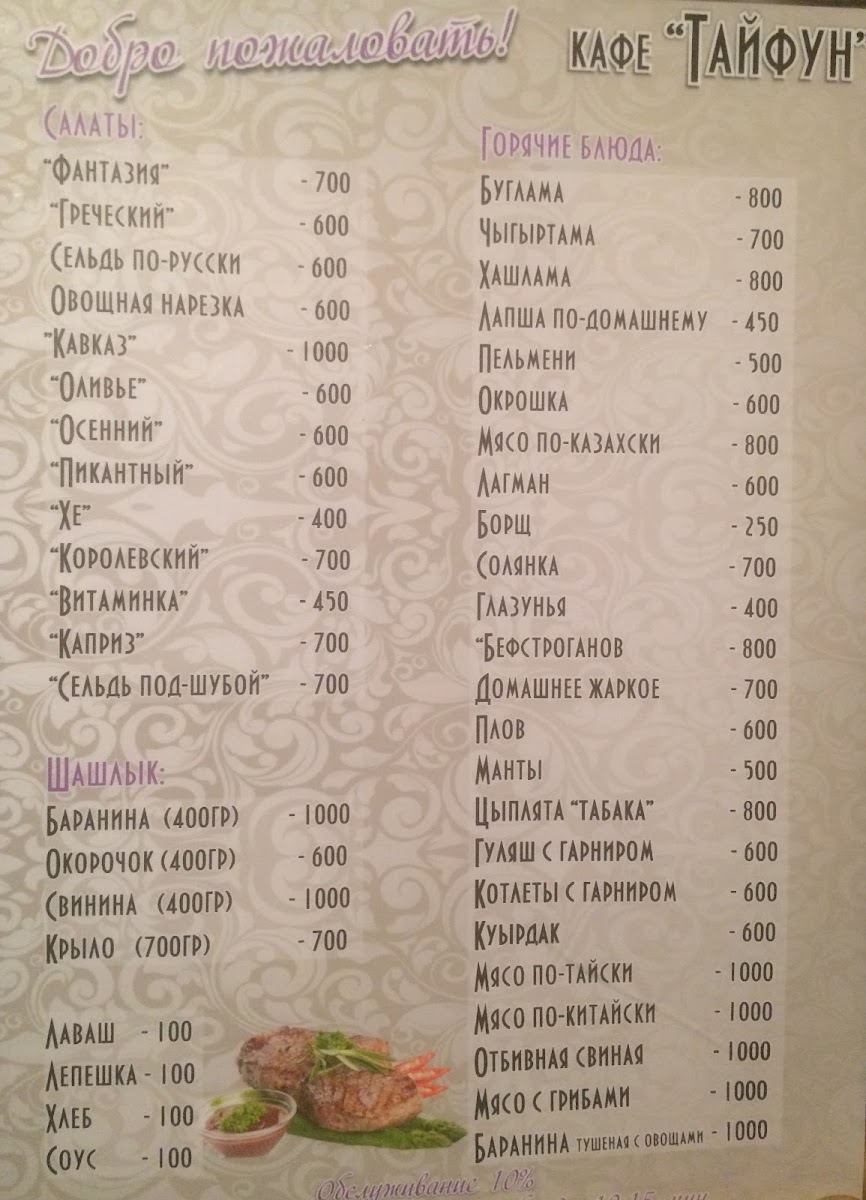 Добро пожаловать!
КАФЕ "ТАЙФУН"
САЛАТЫ:
"ФАНТАЗИЯ" - 700
"ГРЕЧЕСКИЙ" - 600
СЕЛЬДЬ ПО-РУССКИ - 600
ОВОЩНАЯ НАРЕЗКА - 600
"КАВКАЗ" - 1000
"ОЛИВЬЕ" - 600
"ОСЕННИЙ" - 600
"ПИКАНТНЫЙ" - 600
"ХЕ" - 400
"КОРОЛЕВСКИЙ" - 700
"ВИТАМИНКА" - 450
"КАПРИЗ" - 700
"СЕЛЬДЬ ПОД-ШУБОЙ" - 700
ШАШЛЫК:
БАРАНИНА (400ГР) - 1000
ОКОРОЧОК (400ГР) - 600
СВИНИНА (400ГР) - 1000
КРЫЛО (700ГР) - 700
ЛАВАШ - 100
ЛЕПЕШКА - 100
ХЛЕБ - 100
СОУС - 100
ГОРЯЧИЕ БЛЮДА:
БУГЛАМА - 800
ЧЫГЫРТАМА - 700
ХАШЛАМА - 800
ЛАПША ПО-ДОМАШНЕМУ - 450
ПЕЛЬМЕНИ - 500
ОКРОШКА - 600
МЯСО ПО-КАЗАХСКИ - 800
ЛАГМАН - 600
БОРЩ - 250
СОЛЯНКА - 700
ГЛАЗУНЬЯ - 400
"БЕФСТРОГАНОВ - 800
ДОМАШНЕЕ ЖАРКОЕ - 700
ПЛОВ - 600
МАНТЫ - 500
ЦЫПЛЯТА "ТАБАКА" - 800
ГУЛЯШ С ГАРНИРОМ - 600
КОТЛЕТЫ С ГАРНИРОМ - 600
КУЫРДАК - 600
МЯСО ПО-ТАЙСКИ - 1000
МЯСО ПО-КИТАЙСКИ - 1000
ОТБИВНАЯ СВИНАЯ - 1000
МЯСО С ГРИБАМИ - 1000
БАРАНИНА ТУШЕНАЯ С ОВОЩАМИ - 1000
Обслуживание 10%